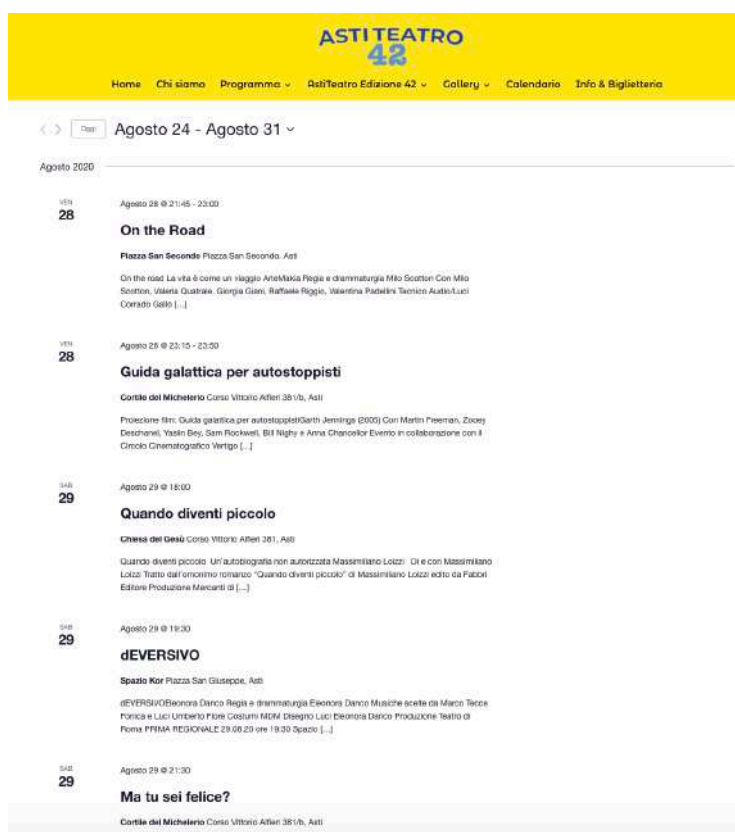 ASTI TEATRO
42
Home Chi siamo Programma AstiTeatro Edizione 42 Gallery Calendario Info & Biglietteria
Oggi Agosto 24 - Agosto 31
Agosto 2020
VEN
28
Agosto 28 @ 21:45 - 23:00
On the Road
Piazza San Secondo Piazza San Secondo, Asti
On the road La vita è come un viaggio ArteMakia Regia e drammaturgia Milo Scotton Con Milo
Scotton, Valeria Quatrale, Giorgia Giani, Raffaele Riggio, Valentina Padellini Tecnico Audio/Luci
Corrado Gallo [...]
VEN
28
Agosto 28 @ 23:15 - 23:50
Guida galattica per autostoppisti
Cortile del Michelerio Corso Vittorio Alfieri 381/b, Asti
Proiezione film: Guida galattica per autostoppistiGarth Jennings (2005) Con Martin Freeman, Zooey
Deschanel, Yasiin Bey, Sam Rockwell, Bill Nighy e Anna Chancellor Evento in collaborazione con il
Circolo Cinematografico Vertigo [...]
SAB
29
Agosto 29 @ 18:00
Quando diventi piccolo
Chiesa del Gesù Corso Vittorio Alfieri 381, Asti
Quando diventi piccolo Un'autobiografia non autorizzata Massimiliano Loizzi Di e con Massimiliano
Loizzi Tratto dall'omonimo romanzo "Quando diventi piccolo" di Massimiliano Loizzi edito da Fabbri
Editore Produzione Mercanti di [...]
SAB
29
Agosto 29 @ 19:30
dEVERSIVO
Spazio Kor Piazza San Giuseppe, Asti
dEVERSIVOEleonora Danco Regia e drammaturgia Eleonora Danco Musiche scelte da Marco Tecce
Fonica e Luci Umberto Fiore Costumi MDM Disegno Luci Eleonora Danco Produzione Teatro di
Roma PRIMA REGIONALE 29.08.20 ore 19.30 Spazio [...]
SAB
29
Agosto 29 @ 21:30
Ma tu sei felice?
Cortile del Michelerio Corso Vittorio Alfieri 381/b, Asti